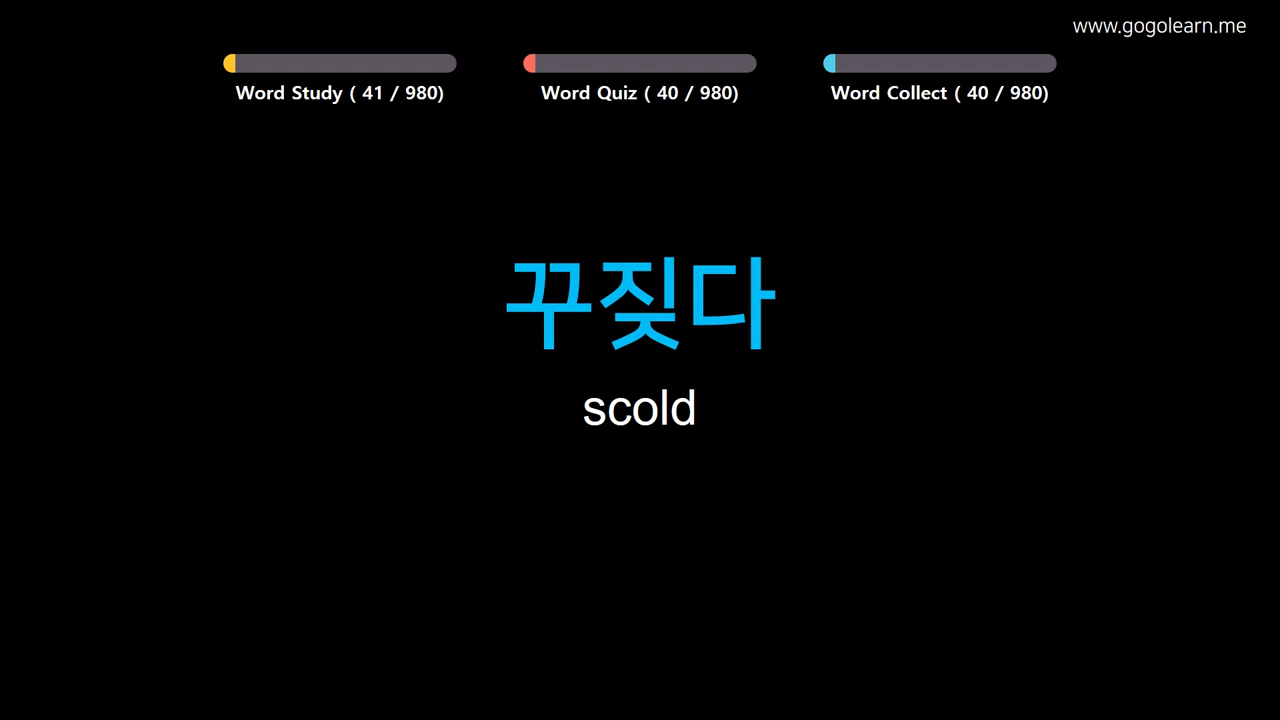 www.gogolearn.me
Word Study ( 41 / 980)
Word Quiz ( 40 / 980)
Word Collect ( 40 / 980)
꾸짖다
scold